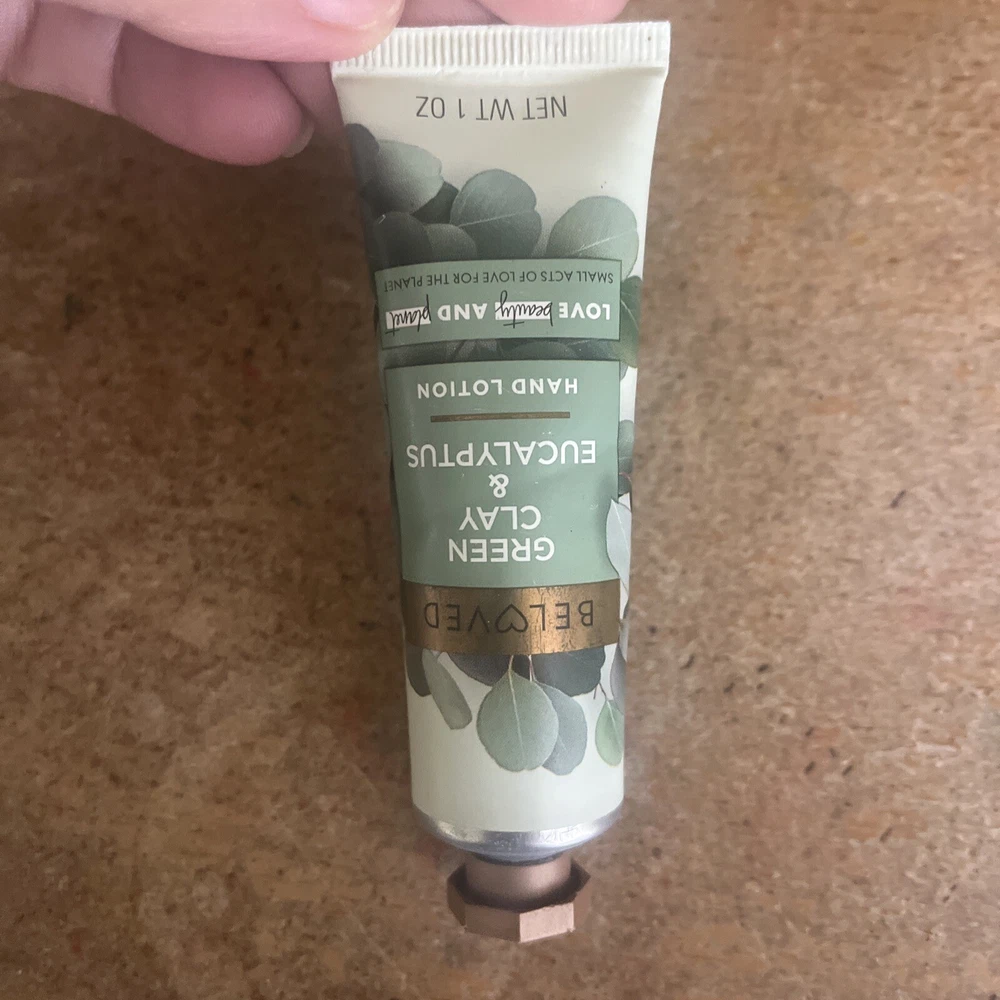 BELOVED
GREEN
CLAY
&
EUCALYPTUS
HAND LOTION
LOVE beauty AND planet
SMALL ACTS OF LOVE FOR THE PLANET
NET WT 1 OZ